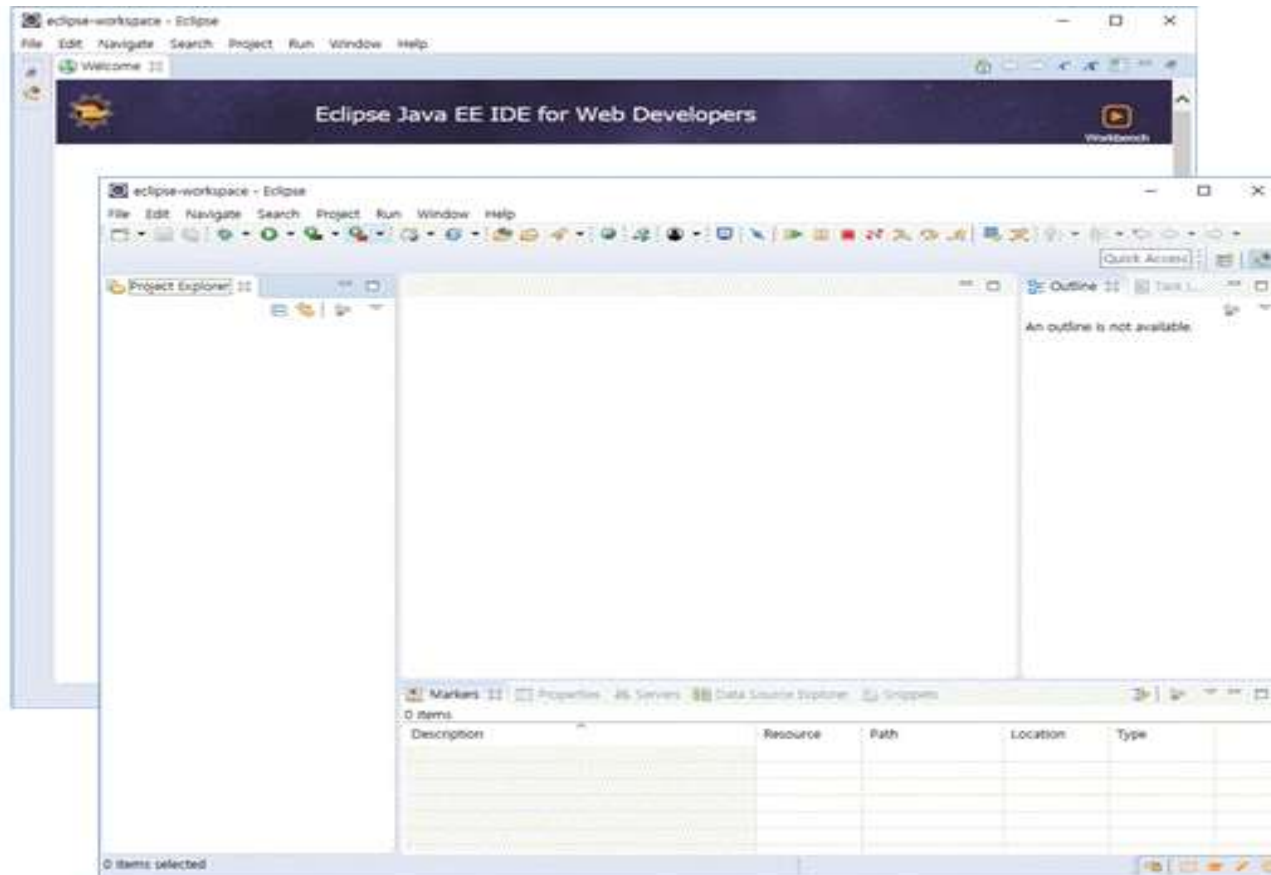 eclipse-workspace - Eclipse
File Edit Navigate Search Project Run Window Help
Welcome
Eclipse Java EE IDE for Web Developers
Workbench
eclipse-workspace - Eclipse
File Edit Navigate Search Project Run Window Help
Quick Access
Project Explorer
Outline Task L...
An outline is not available.
Markers Properties Servers Data Source Explorer Snippets
0 items
Description Resource Path Location Type
0 items selected